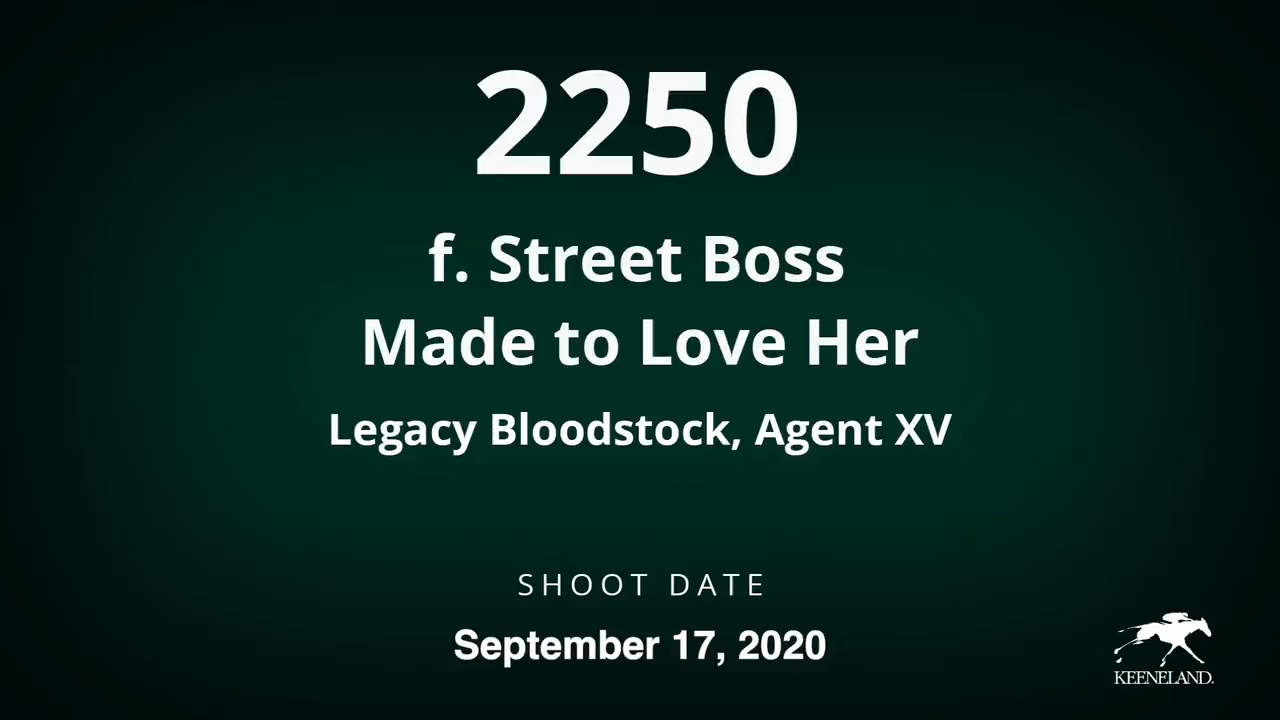 2250
f. Street Boss
Made to Love Her
Legacy Bloodstock, Agent XV
SHOOT DATE
September 17, 2020
KEENELAND.